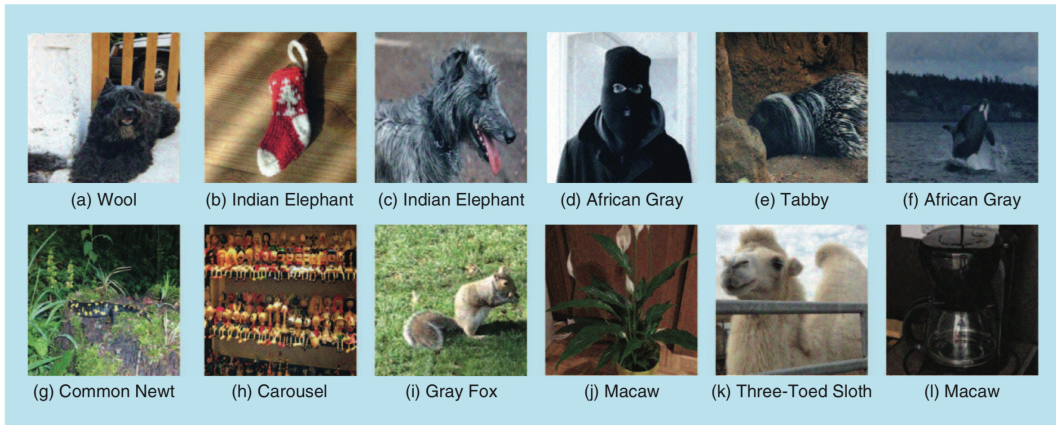 (a) Wool
(b) Indian Elephant
(c) Indian Elephant
(d) African Gray
(e) Tabby
(f) African Gray
(g) Common Newt
(h) Carousel
(i) Gray Fox
(j) Macaw
(k) Three-Toed Sloth
(l) Macaw